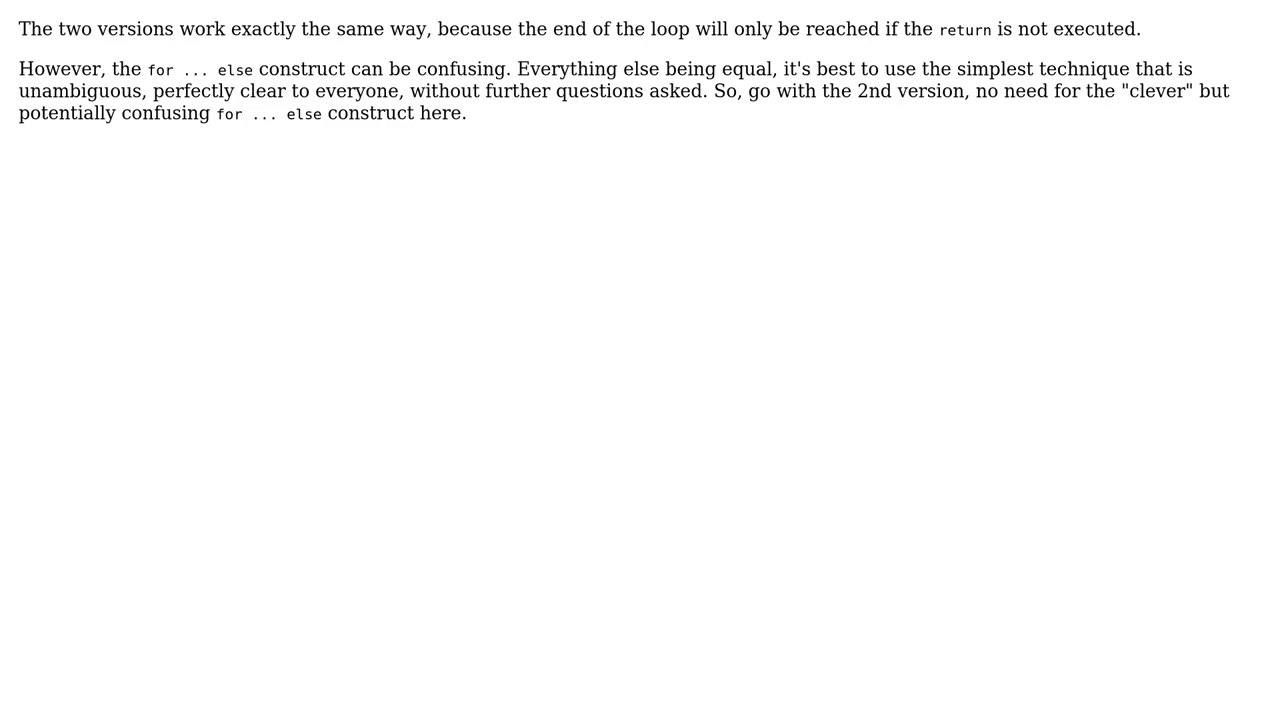 The two versions work exactly the same way, because the end of the loop will only be reached if the return is not executed.
However, the for ... else construct can be confusing. Everything else being equal, it's best to use the simplest technique that is
unambiguous, perfectly clear to everyone, without further questions asked. So, go with the 2nd version, no need for the "clever" but
potentially confusing for ... else construct here.